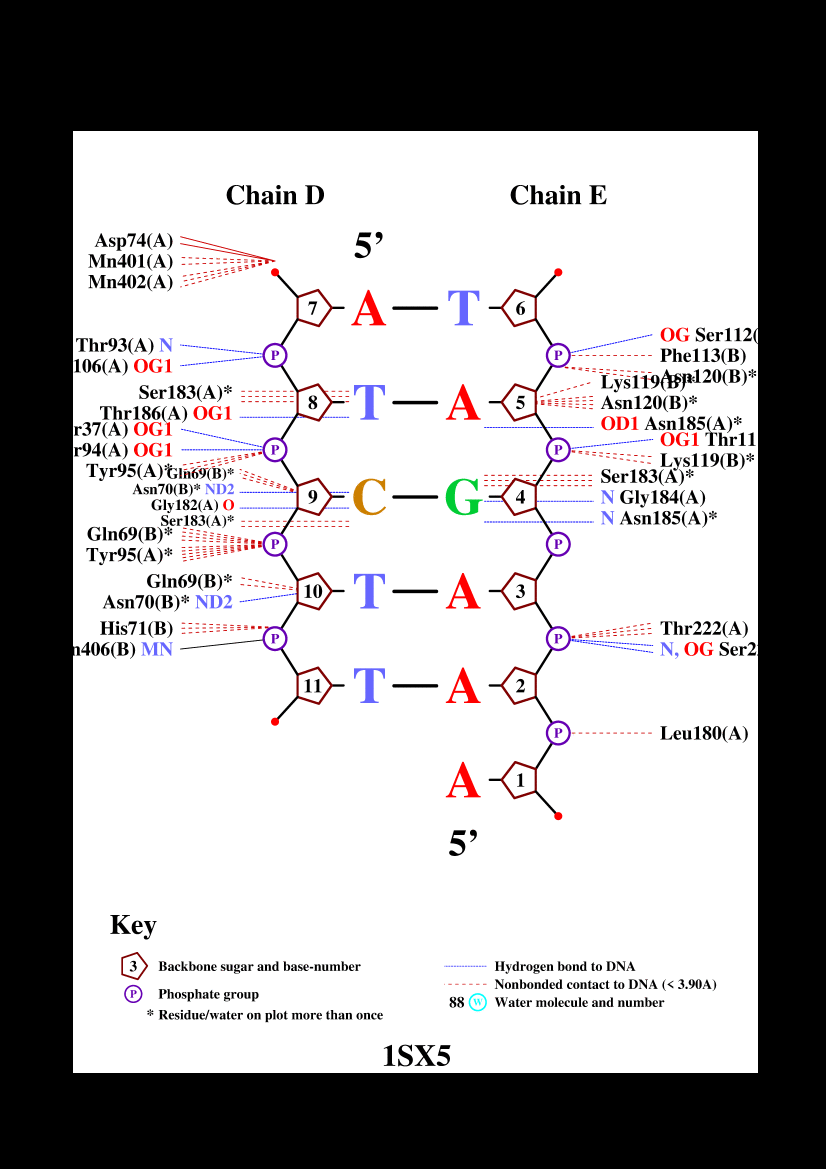 Chain D Chain E
5’
Asp74(A)
Mn401(A)
Mn402(A)
7 A T 6
Thr93(A) N P P OG Ser112(
106(A) OG1 Phe113(B)
Asn120(B)*
Ser183(A)* 8 T A 5 Lys119(B)*
Thr186(A) OG1 Asn120(B)*
r37(A) OG1 OD1 Asn185(A)*
r94(A) OG1 P P OG1 Thr11
Tyr95(A)* Lys119(B)*
Gln69(B)* Ser183(A)*
Asn70(B)* ND2 9 C G 4 N Gly184(A)
Gly182(A) O N Asn185(A)*
Ser183(A)*
Gln69(B)* P P
Tyr95(A)*
Gln69(B)* 10 T A 3
Asn70(B)* ND2
His71(B) P P Thr222(A)
n406(B) MN N, OG Ser2
11 T A 2
P Leu180(A)
A 1
5’
Key
3 Backbone sugar and base-number Hydrogen bond to DNA
P Phosphate group Nonbonded contact to DNA (< 3.90A)
* Residue/water on plot more than once 88 W Water molecule and number
1SX5